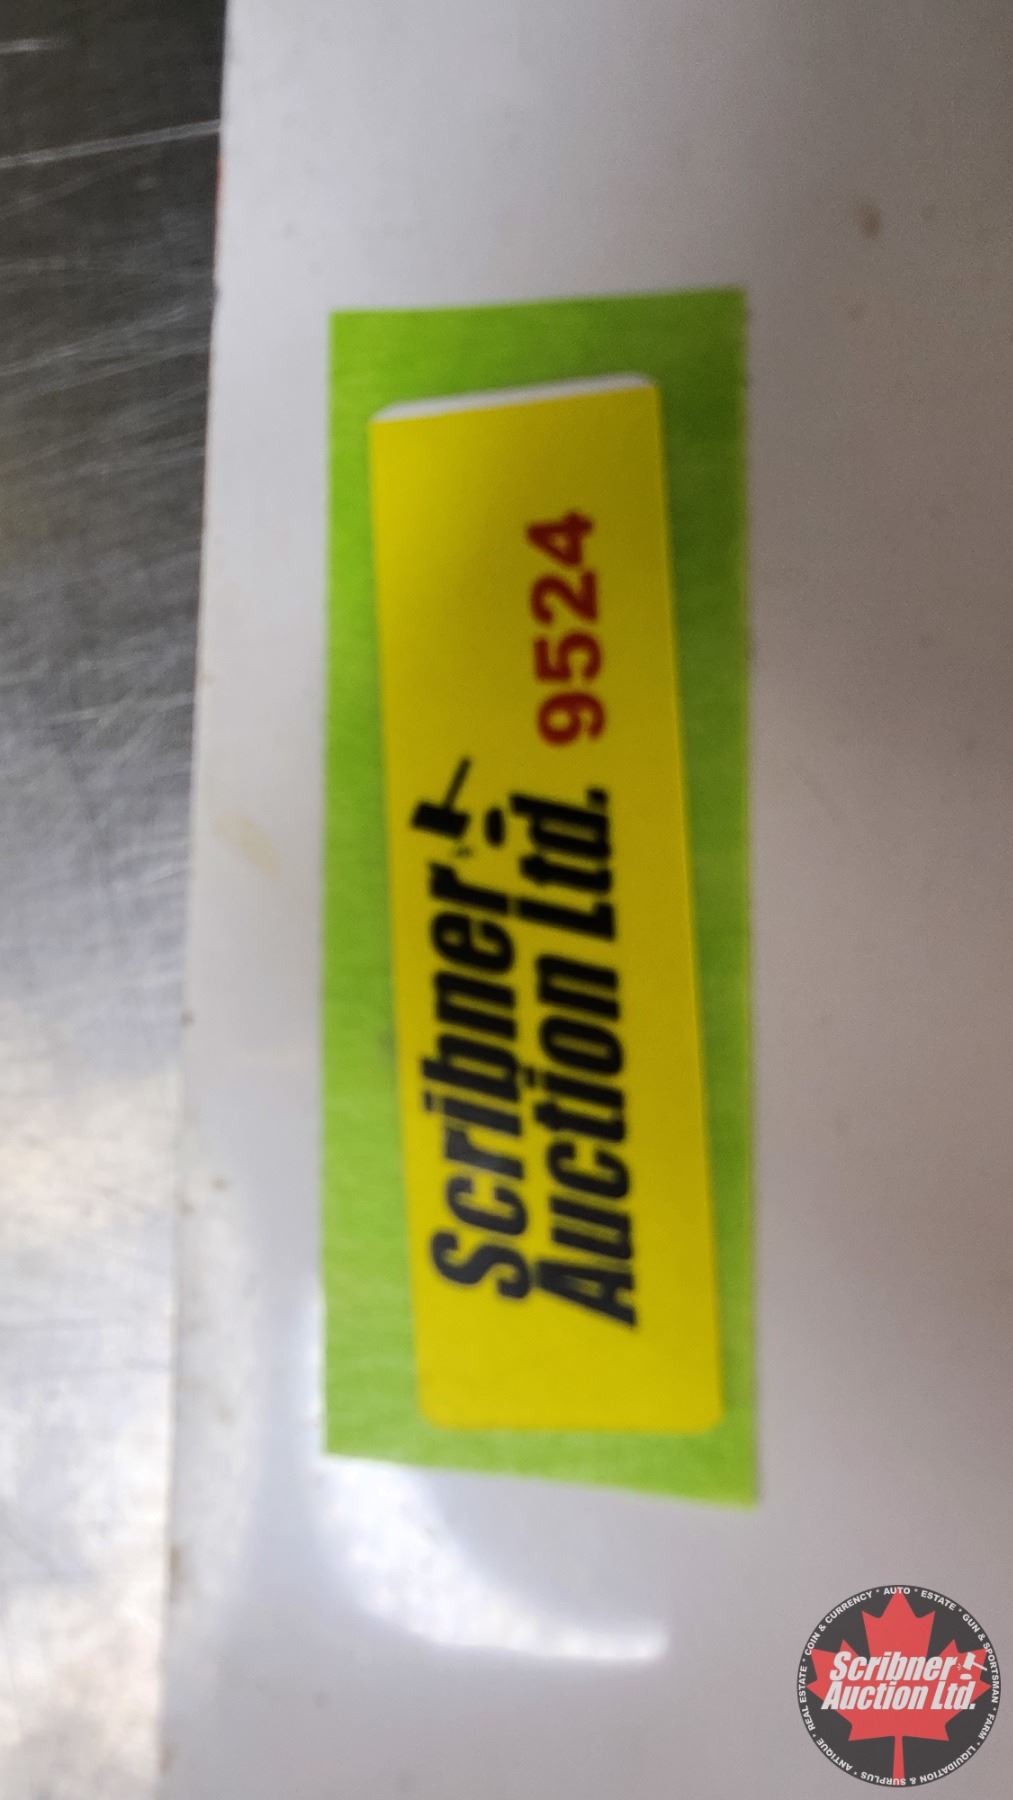 Scribner
Auction Ltd. 9524
Scribner
Auction Ltd.
ANTIQUE * REAL ESTATE * COIN & CURRENCY * AUTO * ESTATE * GUN & SPORTSMAN * FARM * LIQUIDATION & SURPLUS *